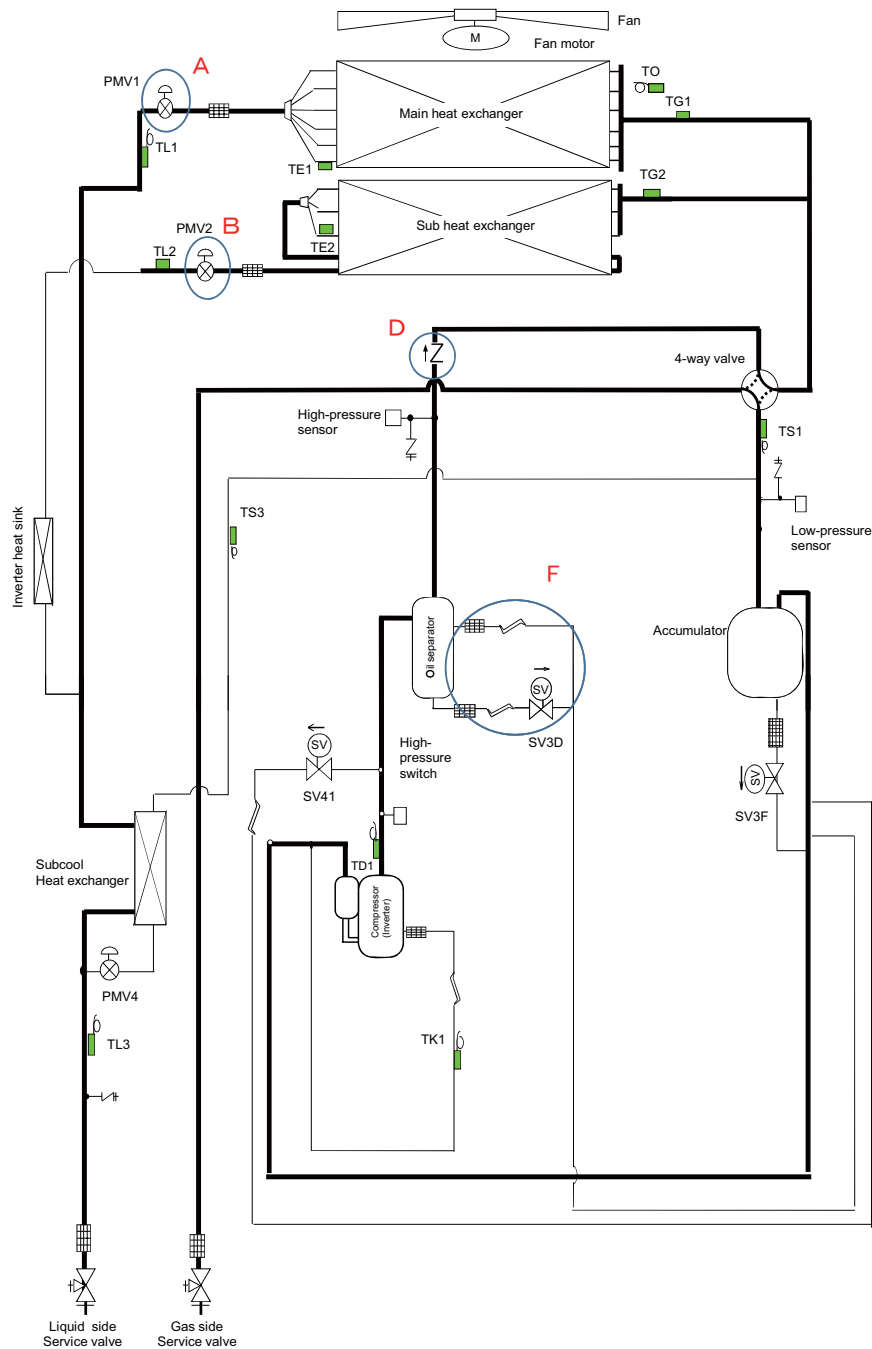 Fan
M
Fan motor
A
PMV1
TO
TG1
Main heat exchanger
TL1
TE1
TG2
B
PMV2
Sub heat exchanger
TE2
TL2
D
4-way valve
High-pressure
sensor
TS1
TS3
Low-pressure
sensor
Inverter heat sink
F
Oil separator
Accumulator
SV
SV3D
High-
pressure
switch
SV
SV41
SV
SV3F
Subcool
Heat exchanger
TD1
Compressor
(Inverter)
PMV4
TL3
TK1
Liquid side
Service valve
Gas side
Service valve